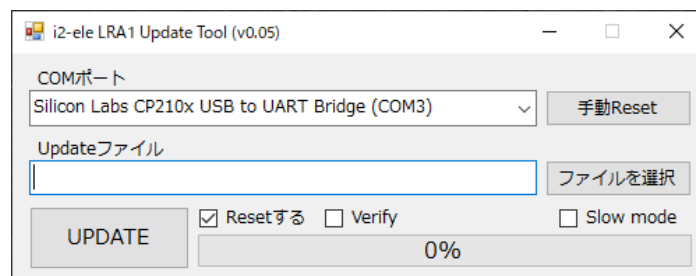 i2-ele LRA1 Update Tool (v0.05)
COMポート
Silicon Labs CP210x USB to UART Bridge (COM3)
手動Reset
Updateファイル
ファイルを選択
UPDATE
Resetする
Verify
Slow mode
0%